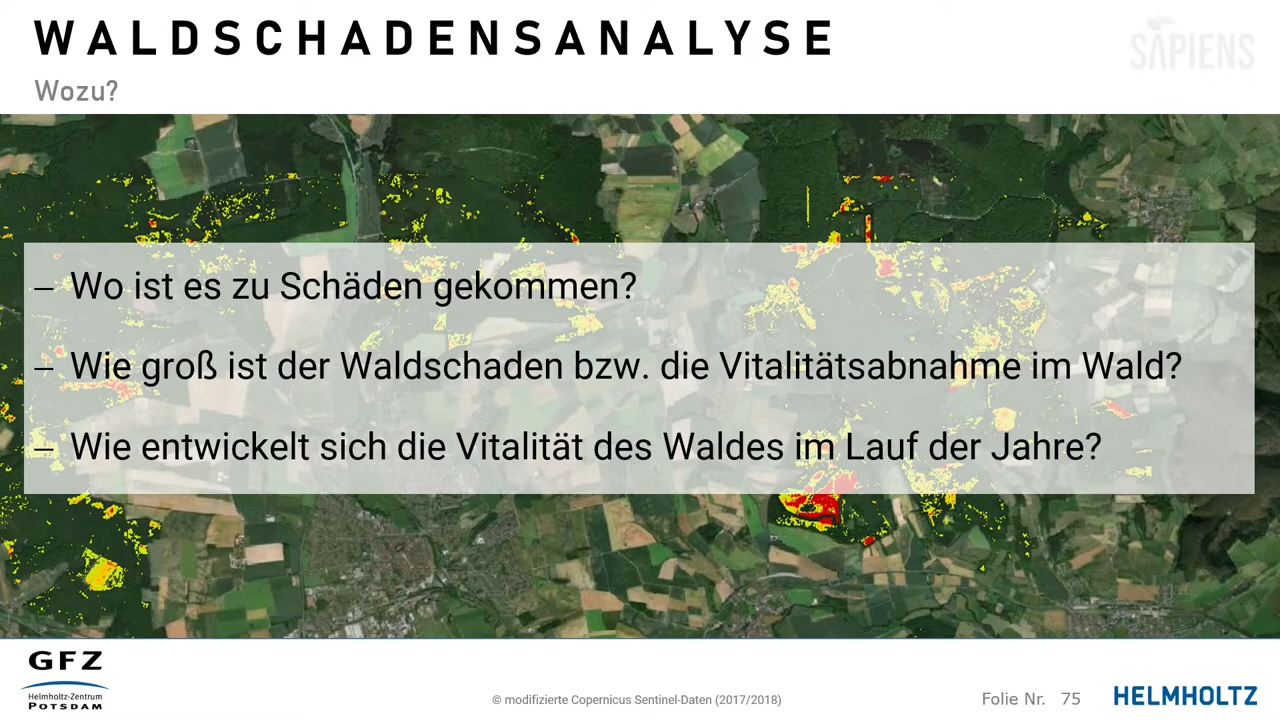 WALDSCHADENSANALYSE
SAPIENS
Wozu?
– Wo ist es zu Schäden gekommen?
– Wie groß ist der Waldschaden bzw. die Vitalitätsabnahme im Wald?
– Wie entwickelt sich die Vitalität des Waldes im Lauf der Jahre?
GFZ
Helmholtz-Zentrum
POTSDAM
© modifizierte Copernicus Sentinel-Daten (2017/2018)
Folie Nr. 75
HELMHOLTZ